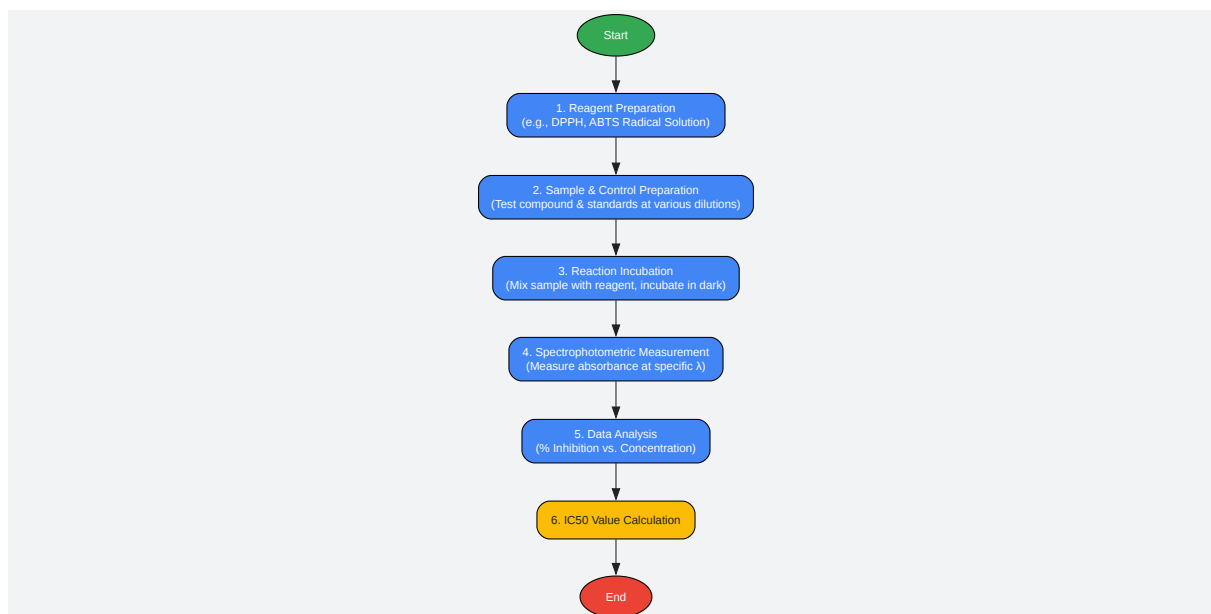 Start
1. Reagent Preparation
(e.g., DPPH, ABTS Radical Solution)
2. Sample & Control Preparation
(Test compound & standards at various dilutions)
3. Reaction Incubation
(Mix sample with reagent, incubate in dark)
4. Spectrophotometric Measurement
(Measure absorbance at specific λ)
5. Data Analysis
(% Inhibition vs. Concentration)
6. IC50 Value Calculation
End